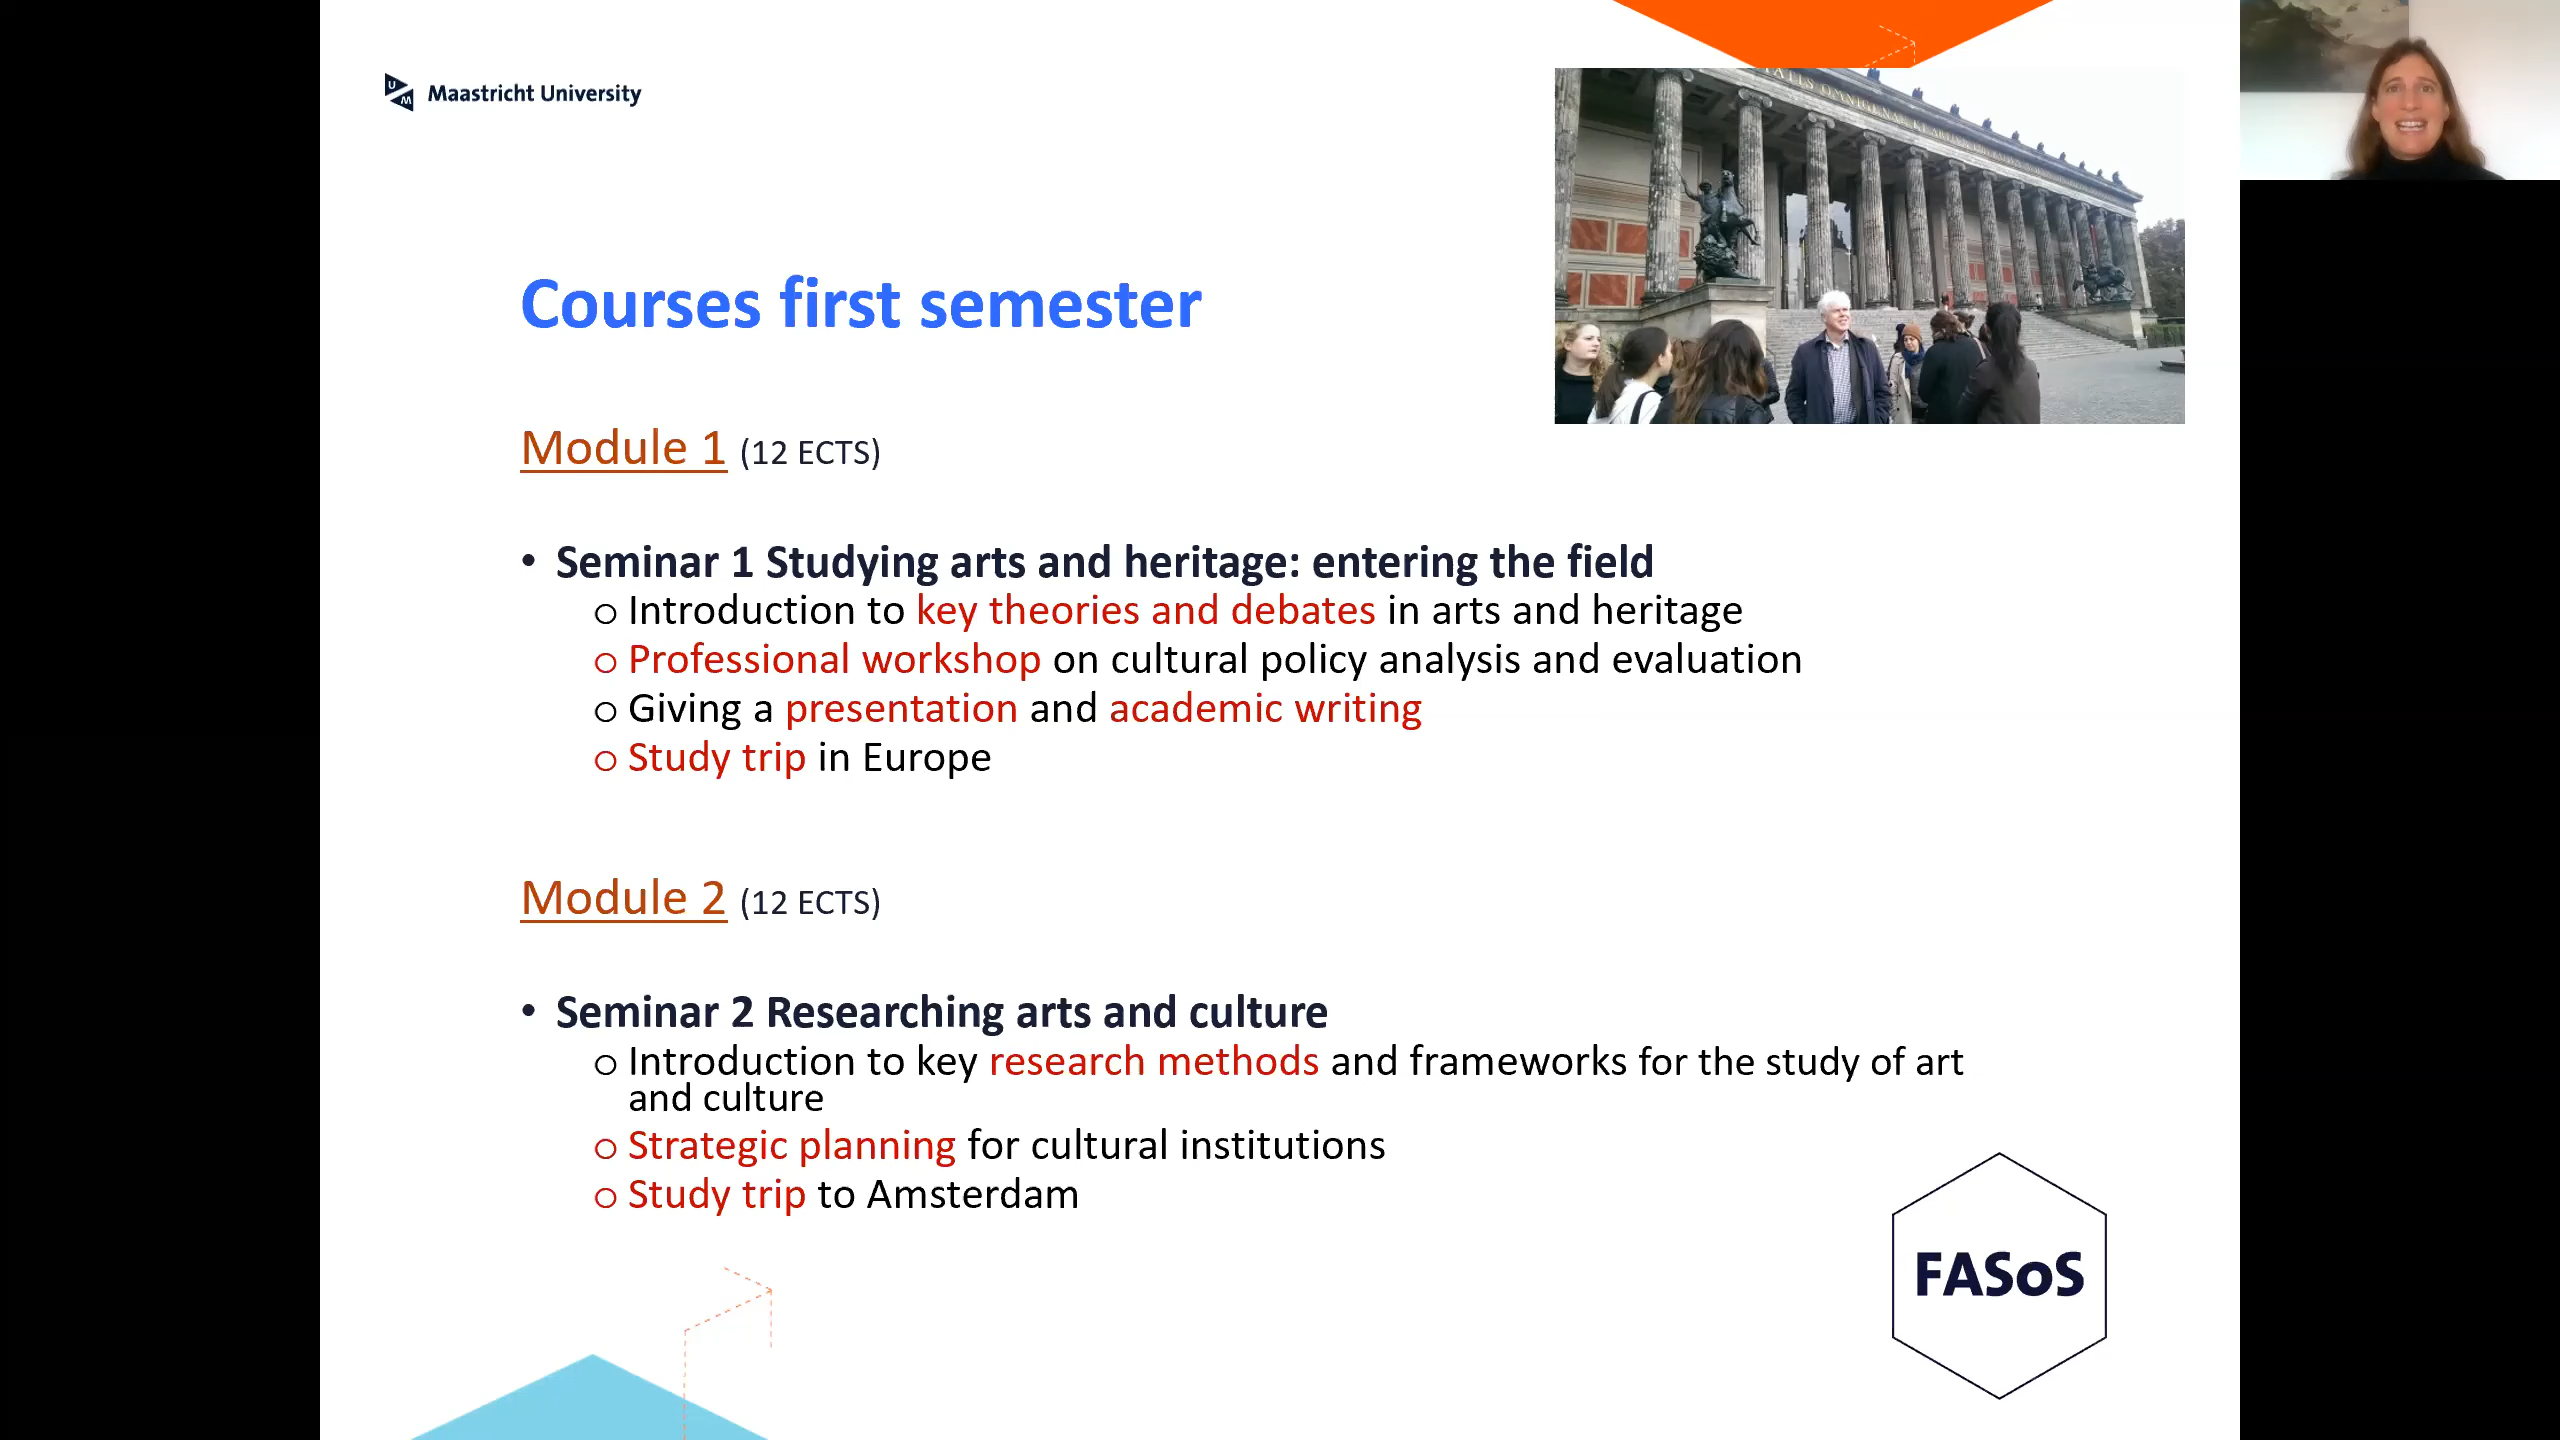 UM Maastricht University
Courses first semester
Module 1 (12 ECTS)
• Seminar 1 Studying arts and heritage: entering the field
o Introduction to key theories and debates in arts and heritage
o Professional workshop on cultural policy analysis and evaluation
o Giving a presentation and academic writing
o Study trip in Europe
Module 2 (12 ECTS)
• Seminar 2 Researching arts and culture
o Introduction to key research methods and frameworks for the study of art
and culture
o Strategic planning for cultural institutions
o Study trip to Amsterdam
FASoS